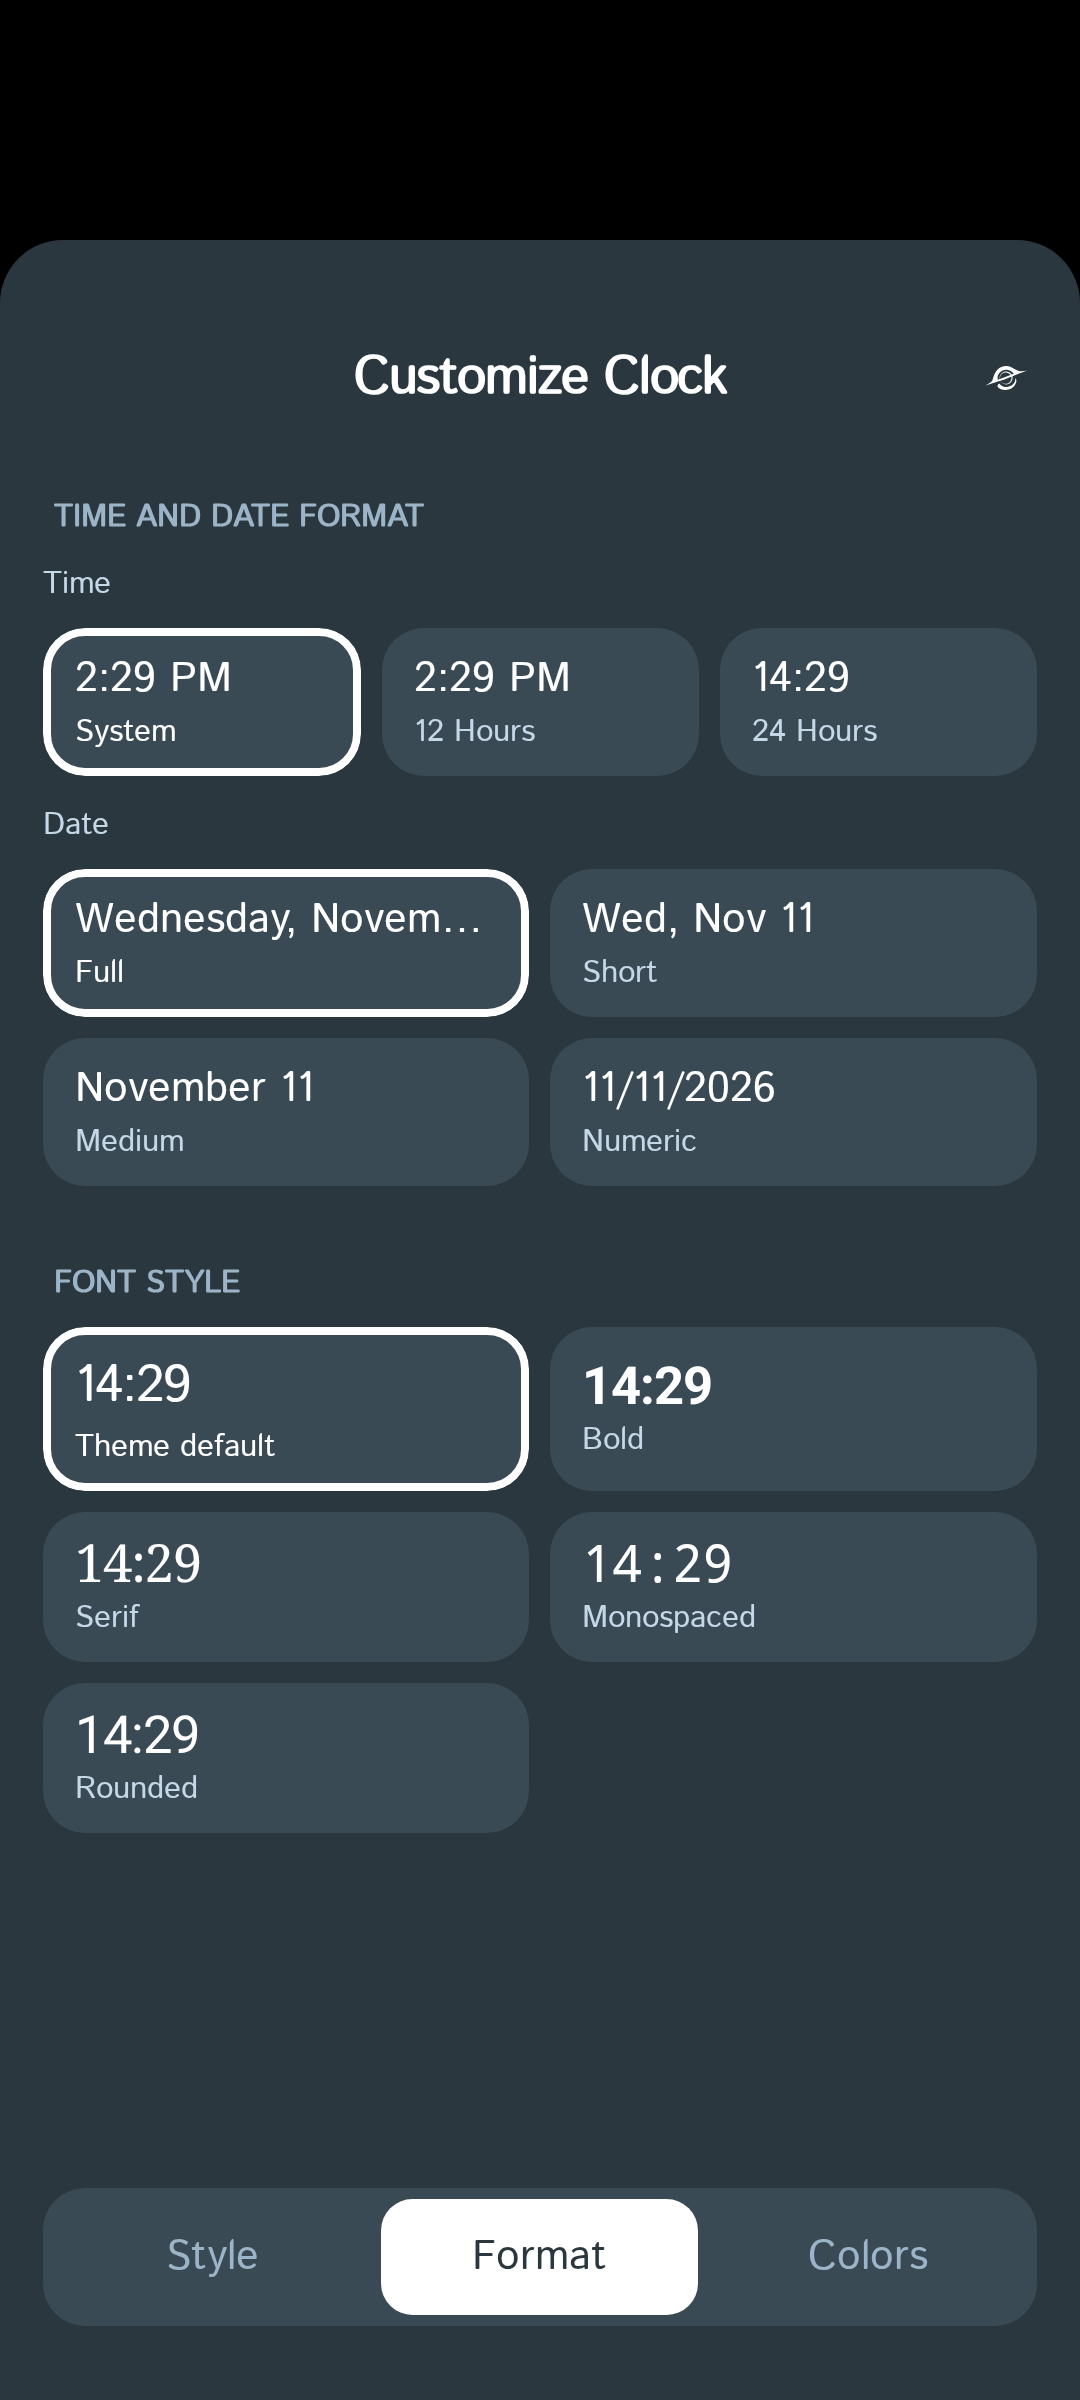 Customize Clock
TIME AND DATE FORMAT
Time
2:29 PM
System
2:29 PM
12 Hours
14:29
24 Hours
Date
Wednesday, Novem...
Full
Wed, Nov 11
Short
November 11
Medium
11/11/2026
Numeric
FONT STYLE
14:29
Theme default
14:29
Bold
14:29
Serif
14:29
Monospaced
14:29
Rounded
Style
Format
Colors